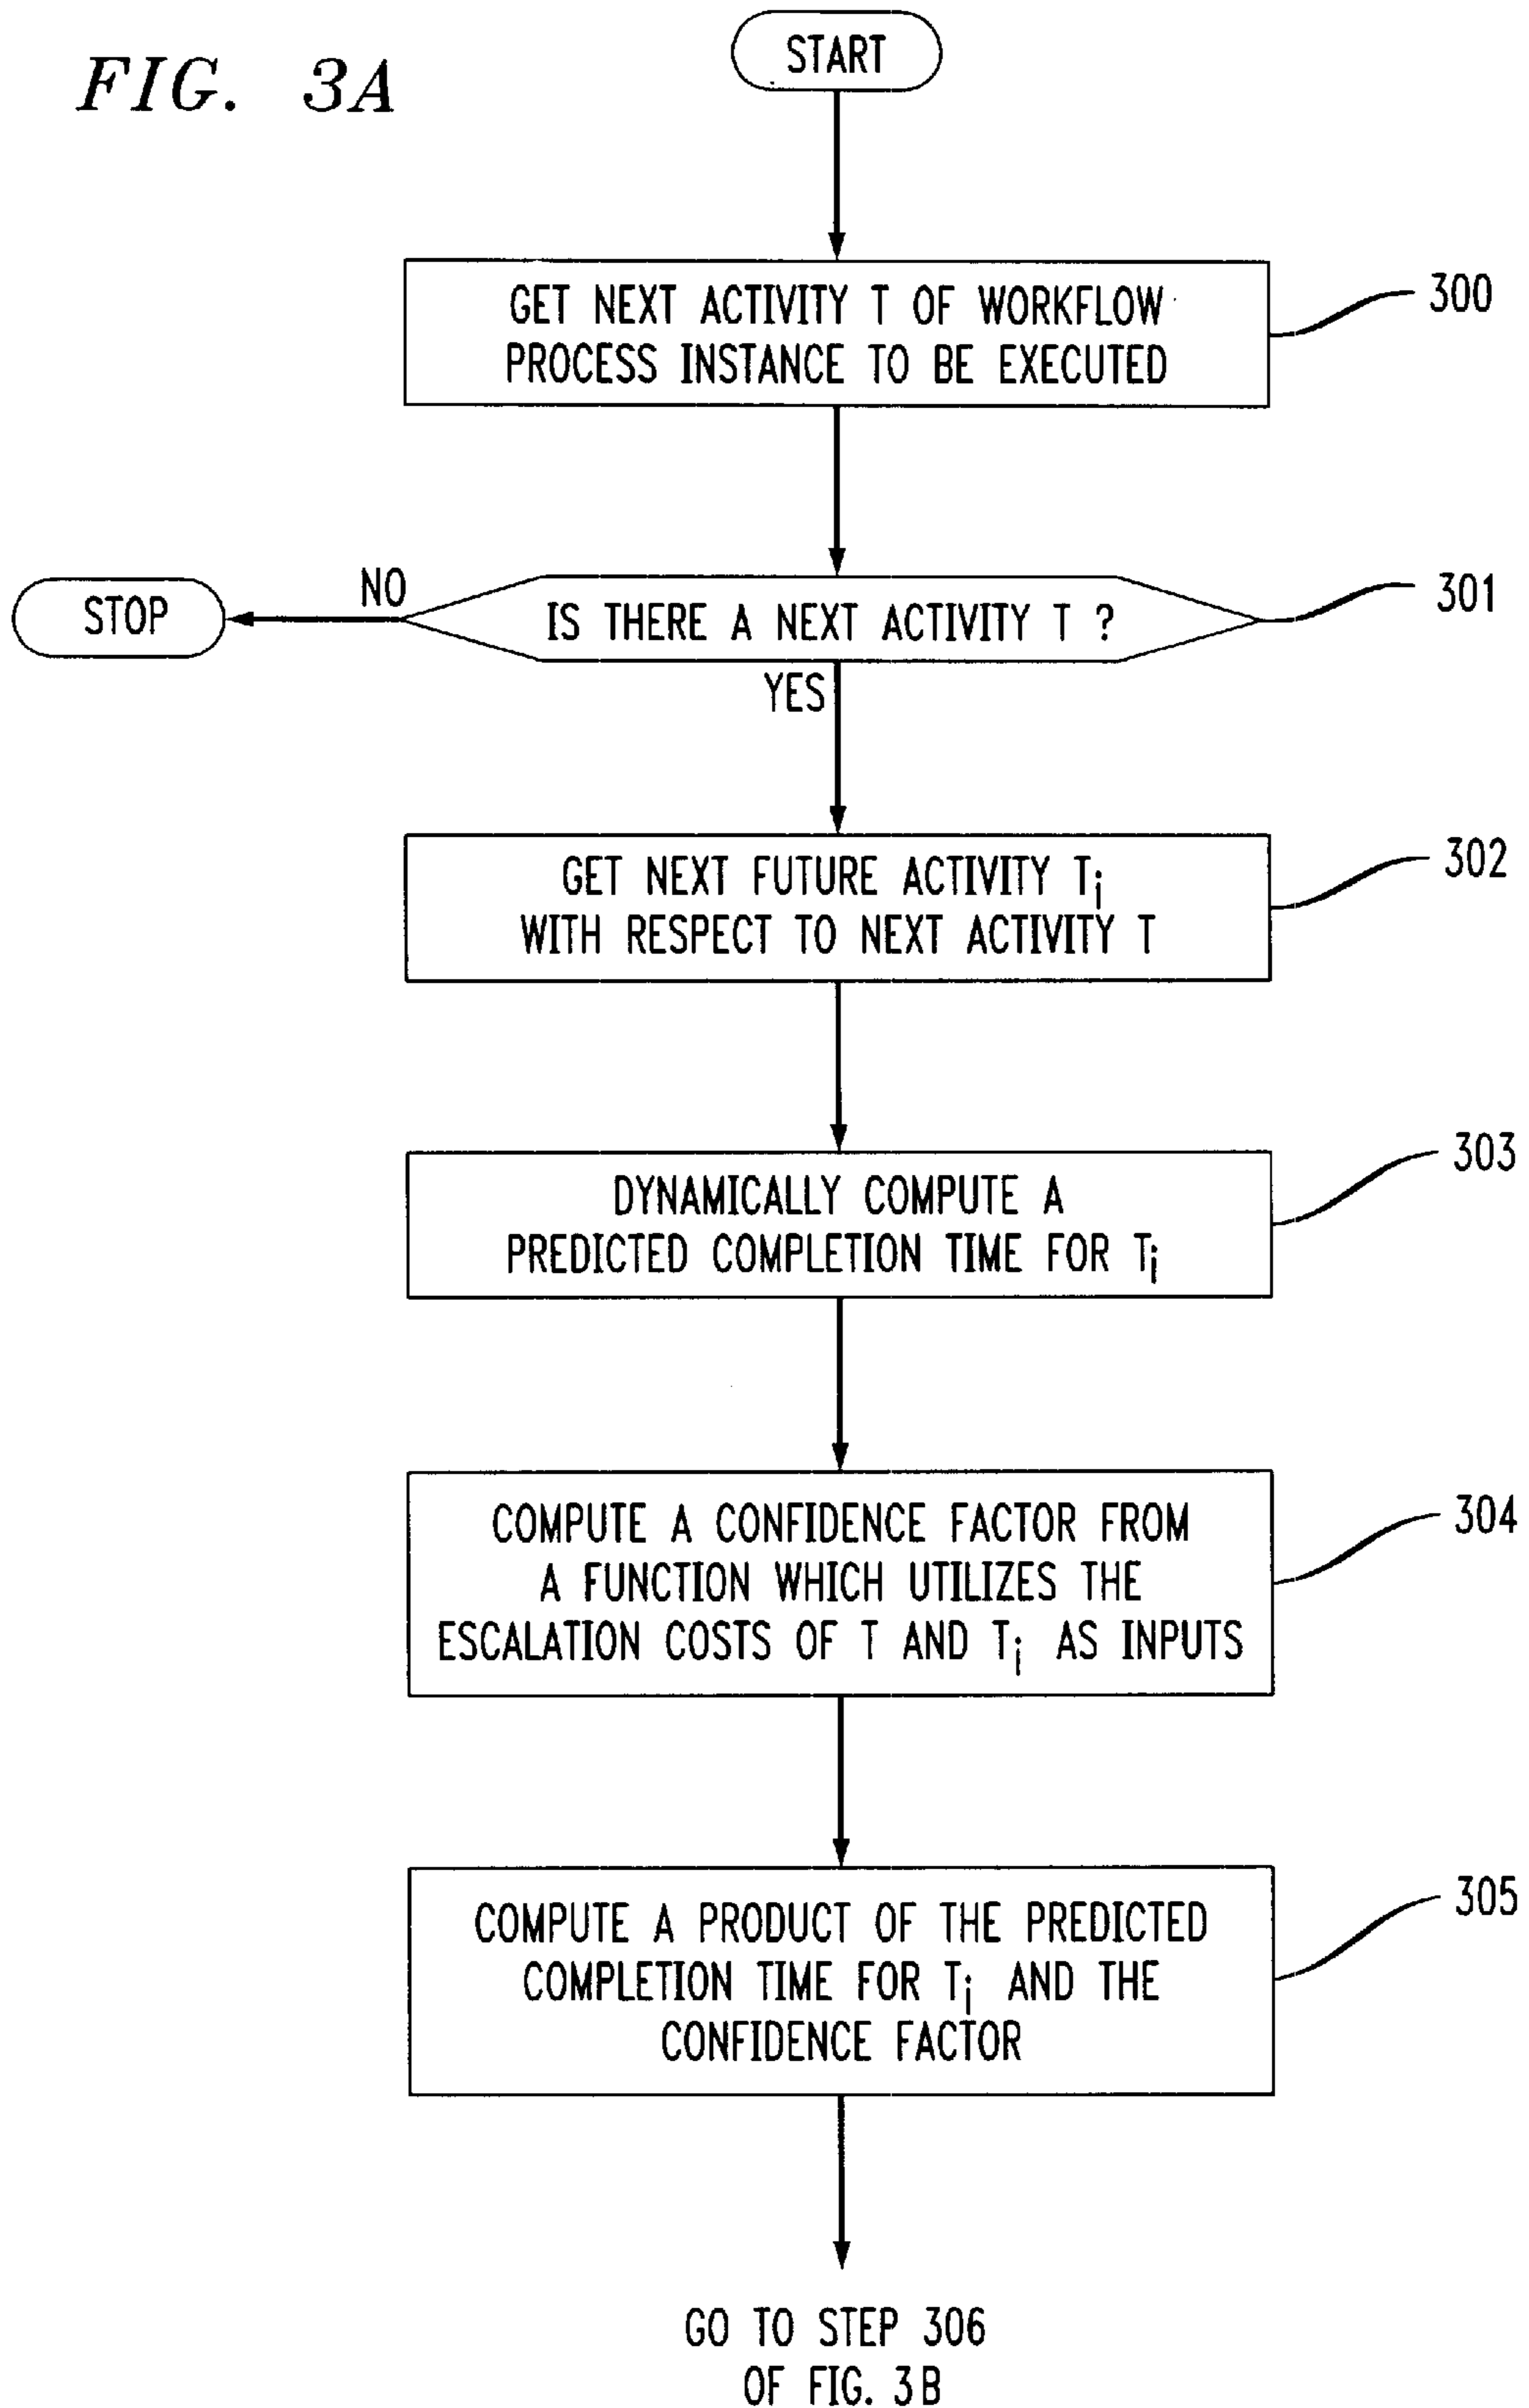 FIG. 3A
START
GET NEXT ACTIVITY T OF WORKFLOW
PROCESS INSTANCE TO BE EXECUTED
300
IS THERE A NEXT ACTIVITY T ?
301
NO
STOP
YES
GET NEXT FUTURE ACTIVITY Ti
WITH RESPECT TO NEXT ACTIVITY T
302
DYNAMICALLY COMPUTE A
PREDICTED COMPLETION TIME FOR Ti
303
COMPUTE A CONFIDENCE FACTOR FROM
A FUNCTION WHICH UTILIZES THE
ESCALATION COSTS OF T AND Ti AS INPUTS
304
COMPUTE A PRODUCT OF THE PREDICTED
COMPLETION TIME FOR Ti AND THE
CONFIDENCE FACTOR
305
GO TO STEP 306
OF FIG. 3B